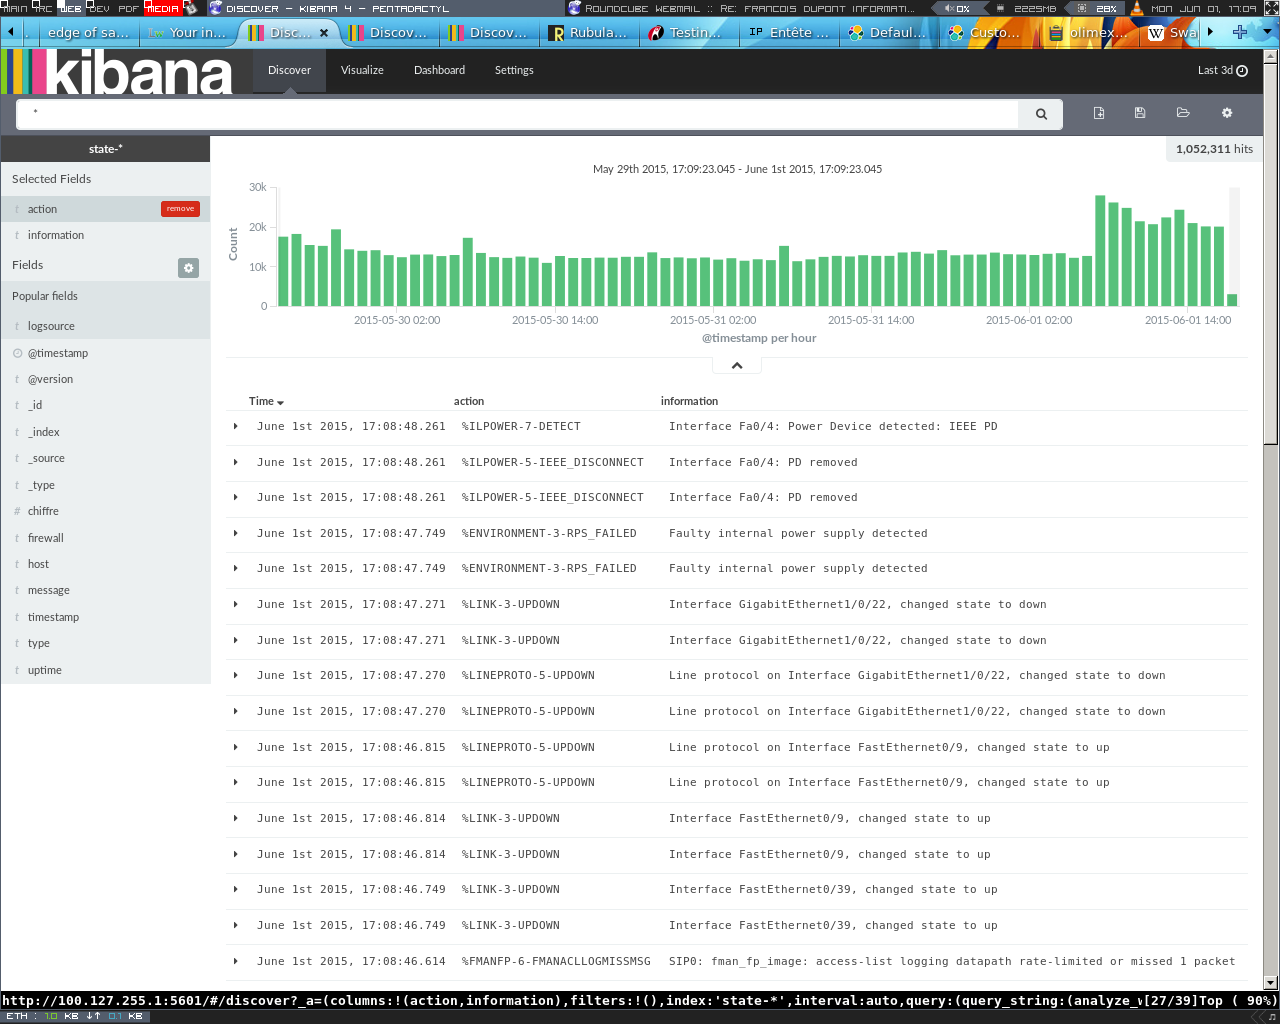 MAIN IRC WEB DEV PDF MEDIA
DISCOVER - KIBANA 4 - PENTADACTYL
ROUNDCUBE WEBMAIL :: RE: FRANCOIS DUPONT INFORMATI...
0%
2225MB
28%
MON JUN 01, 17:09
edge of sa...
Your in...
Disc...
Discov...
Discov...
Rubula...
Testin...
IP Entête ...
Defaul...
Custo...
olimex...
W Swap
kibana
Discover
Visualize
Dashboard
Settings
Last 3d
*
state-*
1,052,311 hits
Selected Fields
t action remove
t information
Fields
Popular fields
t logsource
@timestamp
t @version
t _id
t _index
t _source
t _type
# chiffre
t firewall
t host
t message
t timestamp
t type
t uptime
May 29th 2015, 17:09:23.045 - June 1st 2015, 17:09:23.045
Count
30k
20k
10k
0
2015-05-30 02:00
2015-05-30 14:00
2015-05-31 02:00
2015-05-31 14:00
2015-06-01 02:00
2015-06-01 14:00
@timestamp per hour
Time action information
June 1st 2015, 17:08:48.261 %ILPOWER-7-DETECT Interface Fa0/4: Power Device detected: IEEE PD
June 1st 2015, 17:08:48.261 %ILPOWER-5-IEEE_DISCONNECT Interface Fa0/4: PD removed
June 1st 2015, 17:08:48.261 %ILPOWER-5-IEEE_DISCONNECT Interface Fa0/4: PD removed
June 1st 2015, 17:08:47.749 %ENVIRONMENT-3-RPS_FAILED Faulty internal power supply detected
June 1st 2015, 17:08:47.749 %ENVIRONMENT-3-RPS_FAILED Faulty internal power supply detected
June 1st 2015, 17:08:47.271 %LINK-3-UPDOWN Interface GigabitEthernet1/0/22, changed state to down
June 1st 2015, 17:08:47.271 %LINK-3-UPDOWN Interface GigabitEthernet1/0/22, changed state to down
June 1st 2015, 17:08:47.270 %LINEPROTO-5-UPDOWN Line protocol on Interface GigabitEthernet1/0/22, changed state to down
June 1st 2015, 17:08:47.270 %LINEPROTO-5-UPDOWN Line protocol on Interface GigabitEthernet1/0/22, changed state to down
June 1st 2015, 17:08:46.815 %LINEPROTO-5-UPDOWN Line protocol on Interface FastEthernet0/9, changed state to up
June 1st 2015, 17:08:46.815 %LINEPROTO-5-UPDOWN Line protocol on Interface FastEthernet0/9, changed state to up
June 1st 2015, 17:08:46.814 %LINK-3-UPDOWN Interface FastEthernet0/9, changed state to up
June 1st 2015, 17:08:46.814 %LINK-3-UPDOWN Interface FastEthernet0/9, changed state to up
June 1st 2015, 17:08:46.749 %LINK-3-UPDOWN Interface FastEthernet0/39, changed state to up
June 1st 2015, 17:08:46.749 %LINK-3-UPDOWN Interface FastEthernet0/39, changed state to up
June 1st 2015, 17:08:46.614 %FMANFP-6-FMANACLLOGMISSMSG SIP0: fman_fp_image: access-list logging datapath rate-limited or missed 1 packet
http://100.127.255.1:5601/#/discover?_a=(columns:!(action,information),filters:!(),index:'state-*',interval:auto,query:(query_string:(analyze_w[27/39]Top ( 90%)
ETH : 1.0 KB ↓↑ 0.1 KB